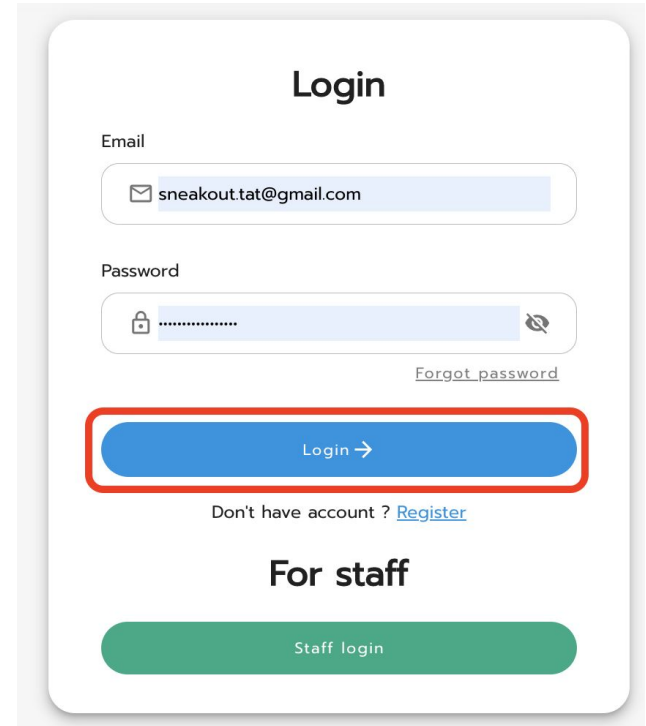 Login
Email
sneakout.tat@gmail.com
Password
•••••••••••••••••
Forgot password
Login →
Don't have account ? Register
For staff
Staff login